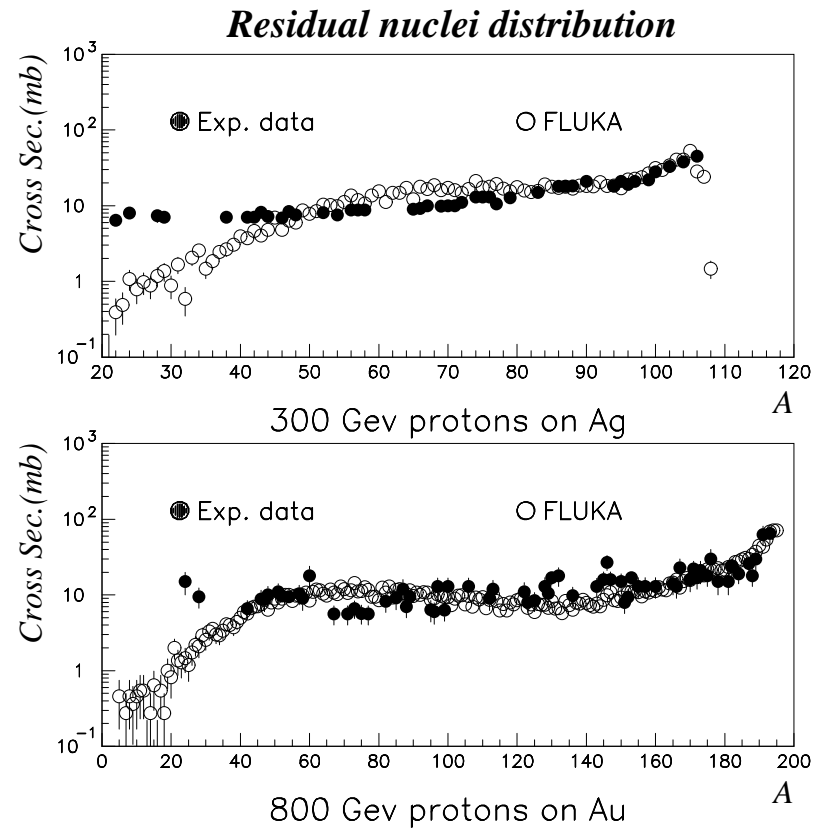 Residual nuclei distribution
Cross Sec.(mb)
10³
10²
10
1
10⁻¹
Exp. data
FLUKA
20 30 40 50 60 70 80 90 100 110 120
A
300 Gev protons on Ag
Cross Sec.(mb)
10³
10²
10
1
10⁻¹
Exp. data
FLUKA
0 20 40 60 80 100 120 140 160 180 200
A
800 Gev protons on Au